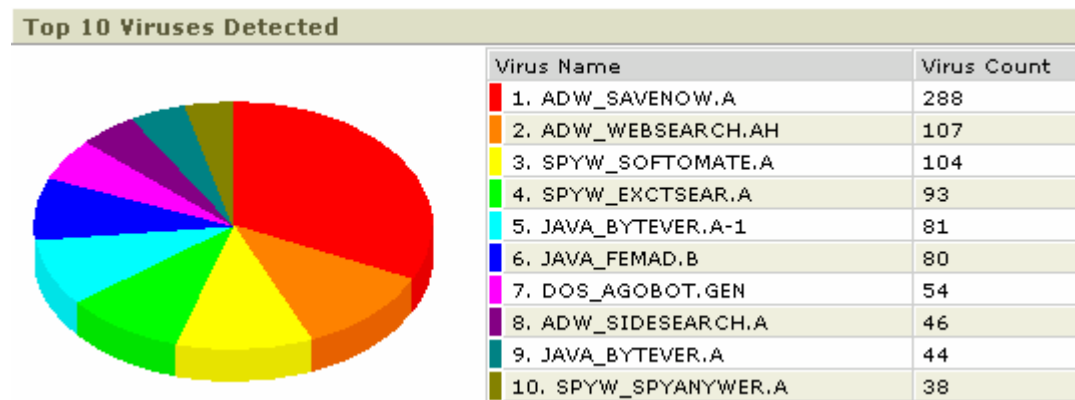 Top 10 Viruses Detected
Virus Name Virus Count
1. ADW_SAVENOW.A 288
2. ADW_WEBSEARCH.AH 107
3. SPYW_SOFTOMATE.A 104
4. SPYW_EXCTSEAR.A 93
5. JAVA_BYTEVER.A-1 81
6. JAVA_FEMAD.B 80
7. DOS_AGOBOT.GEN 54
8. ADW_SIDESEARCH.A 46
9. JAVA_BYTEVER.A 44
10. SPYW_SPYANYWER.A 38